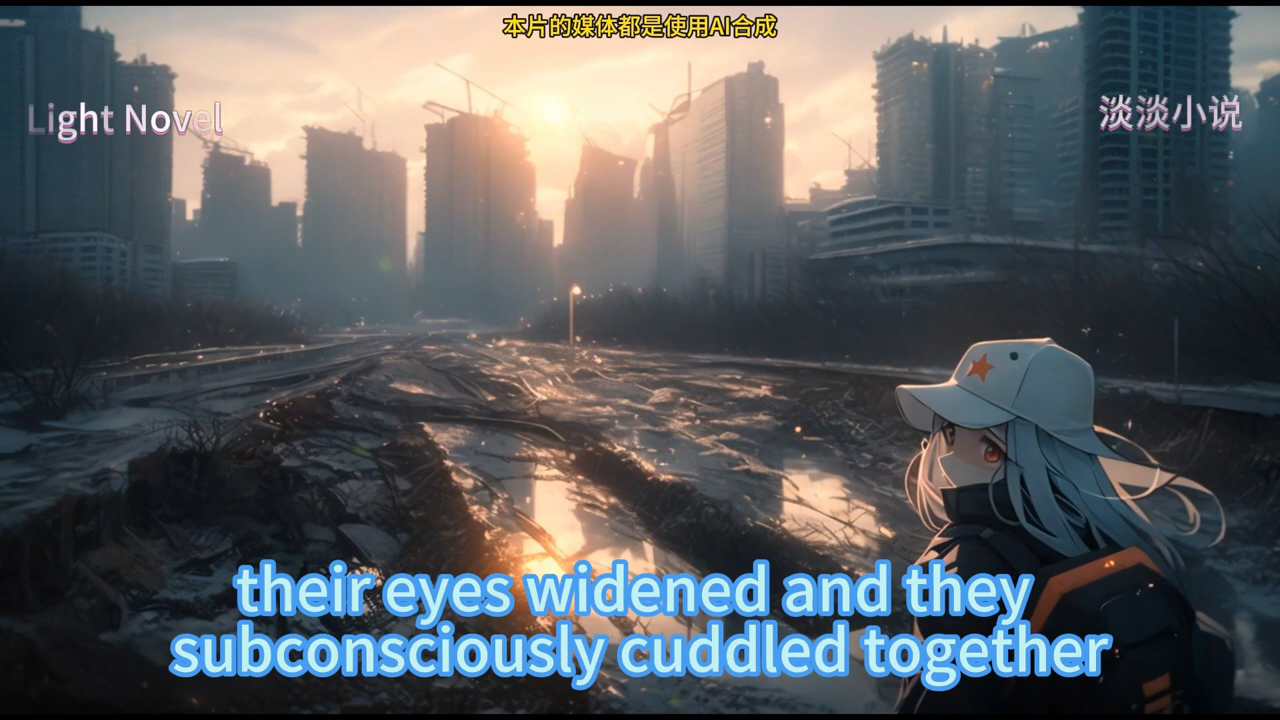 本片的媒体都是使用AI合成
Light Novel
淡淡小说
their eyes widened and they
subconsciously cuddled together